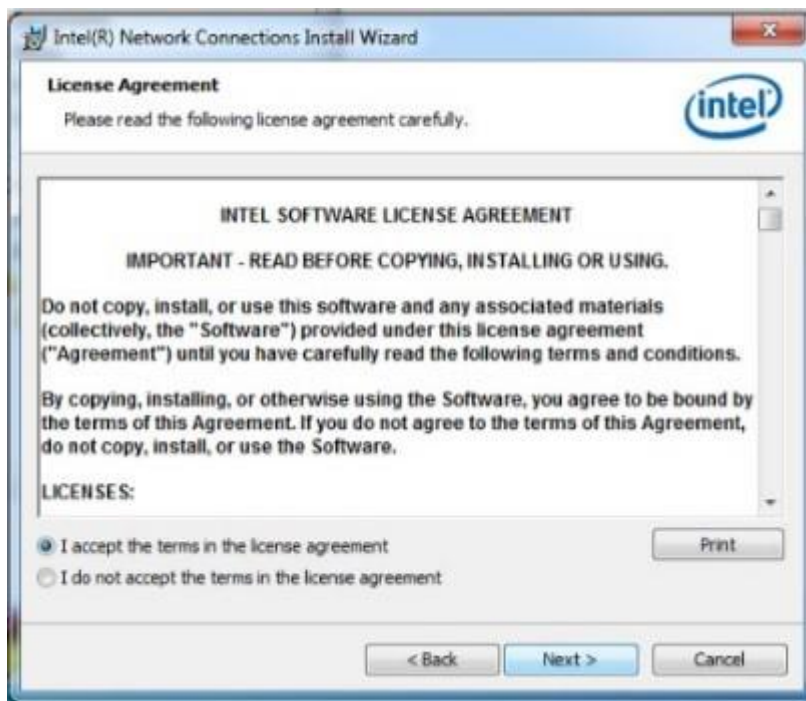 Intel(R) Network Connections Install Wizard
License Agreement
Please read the following license agreement carefully.
intel
INTEL SOFTWARE LICENSE AGREEMENT
IMPORTANT - READ BEFORE COPYING, INSTALLING OR USING.
Do not copy, install, or use this software and any associated materials
(collectively, the "Software") provided under this license agreement
("Agreement") until you have carefully read the following terms and conditions.
By copying, installing, or otherwise using the Software, you agree to be bound by
the terms of this Agreement. If you do not agree to the terms of this Agreement,
do not copy, install, or use the Software.
LICENSES:
I accept the terms in the license agreement
Print
I do not accept the terms in the license agreement
< Back
Next >
Cancel